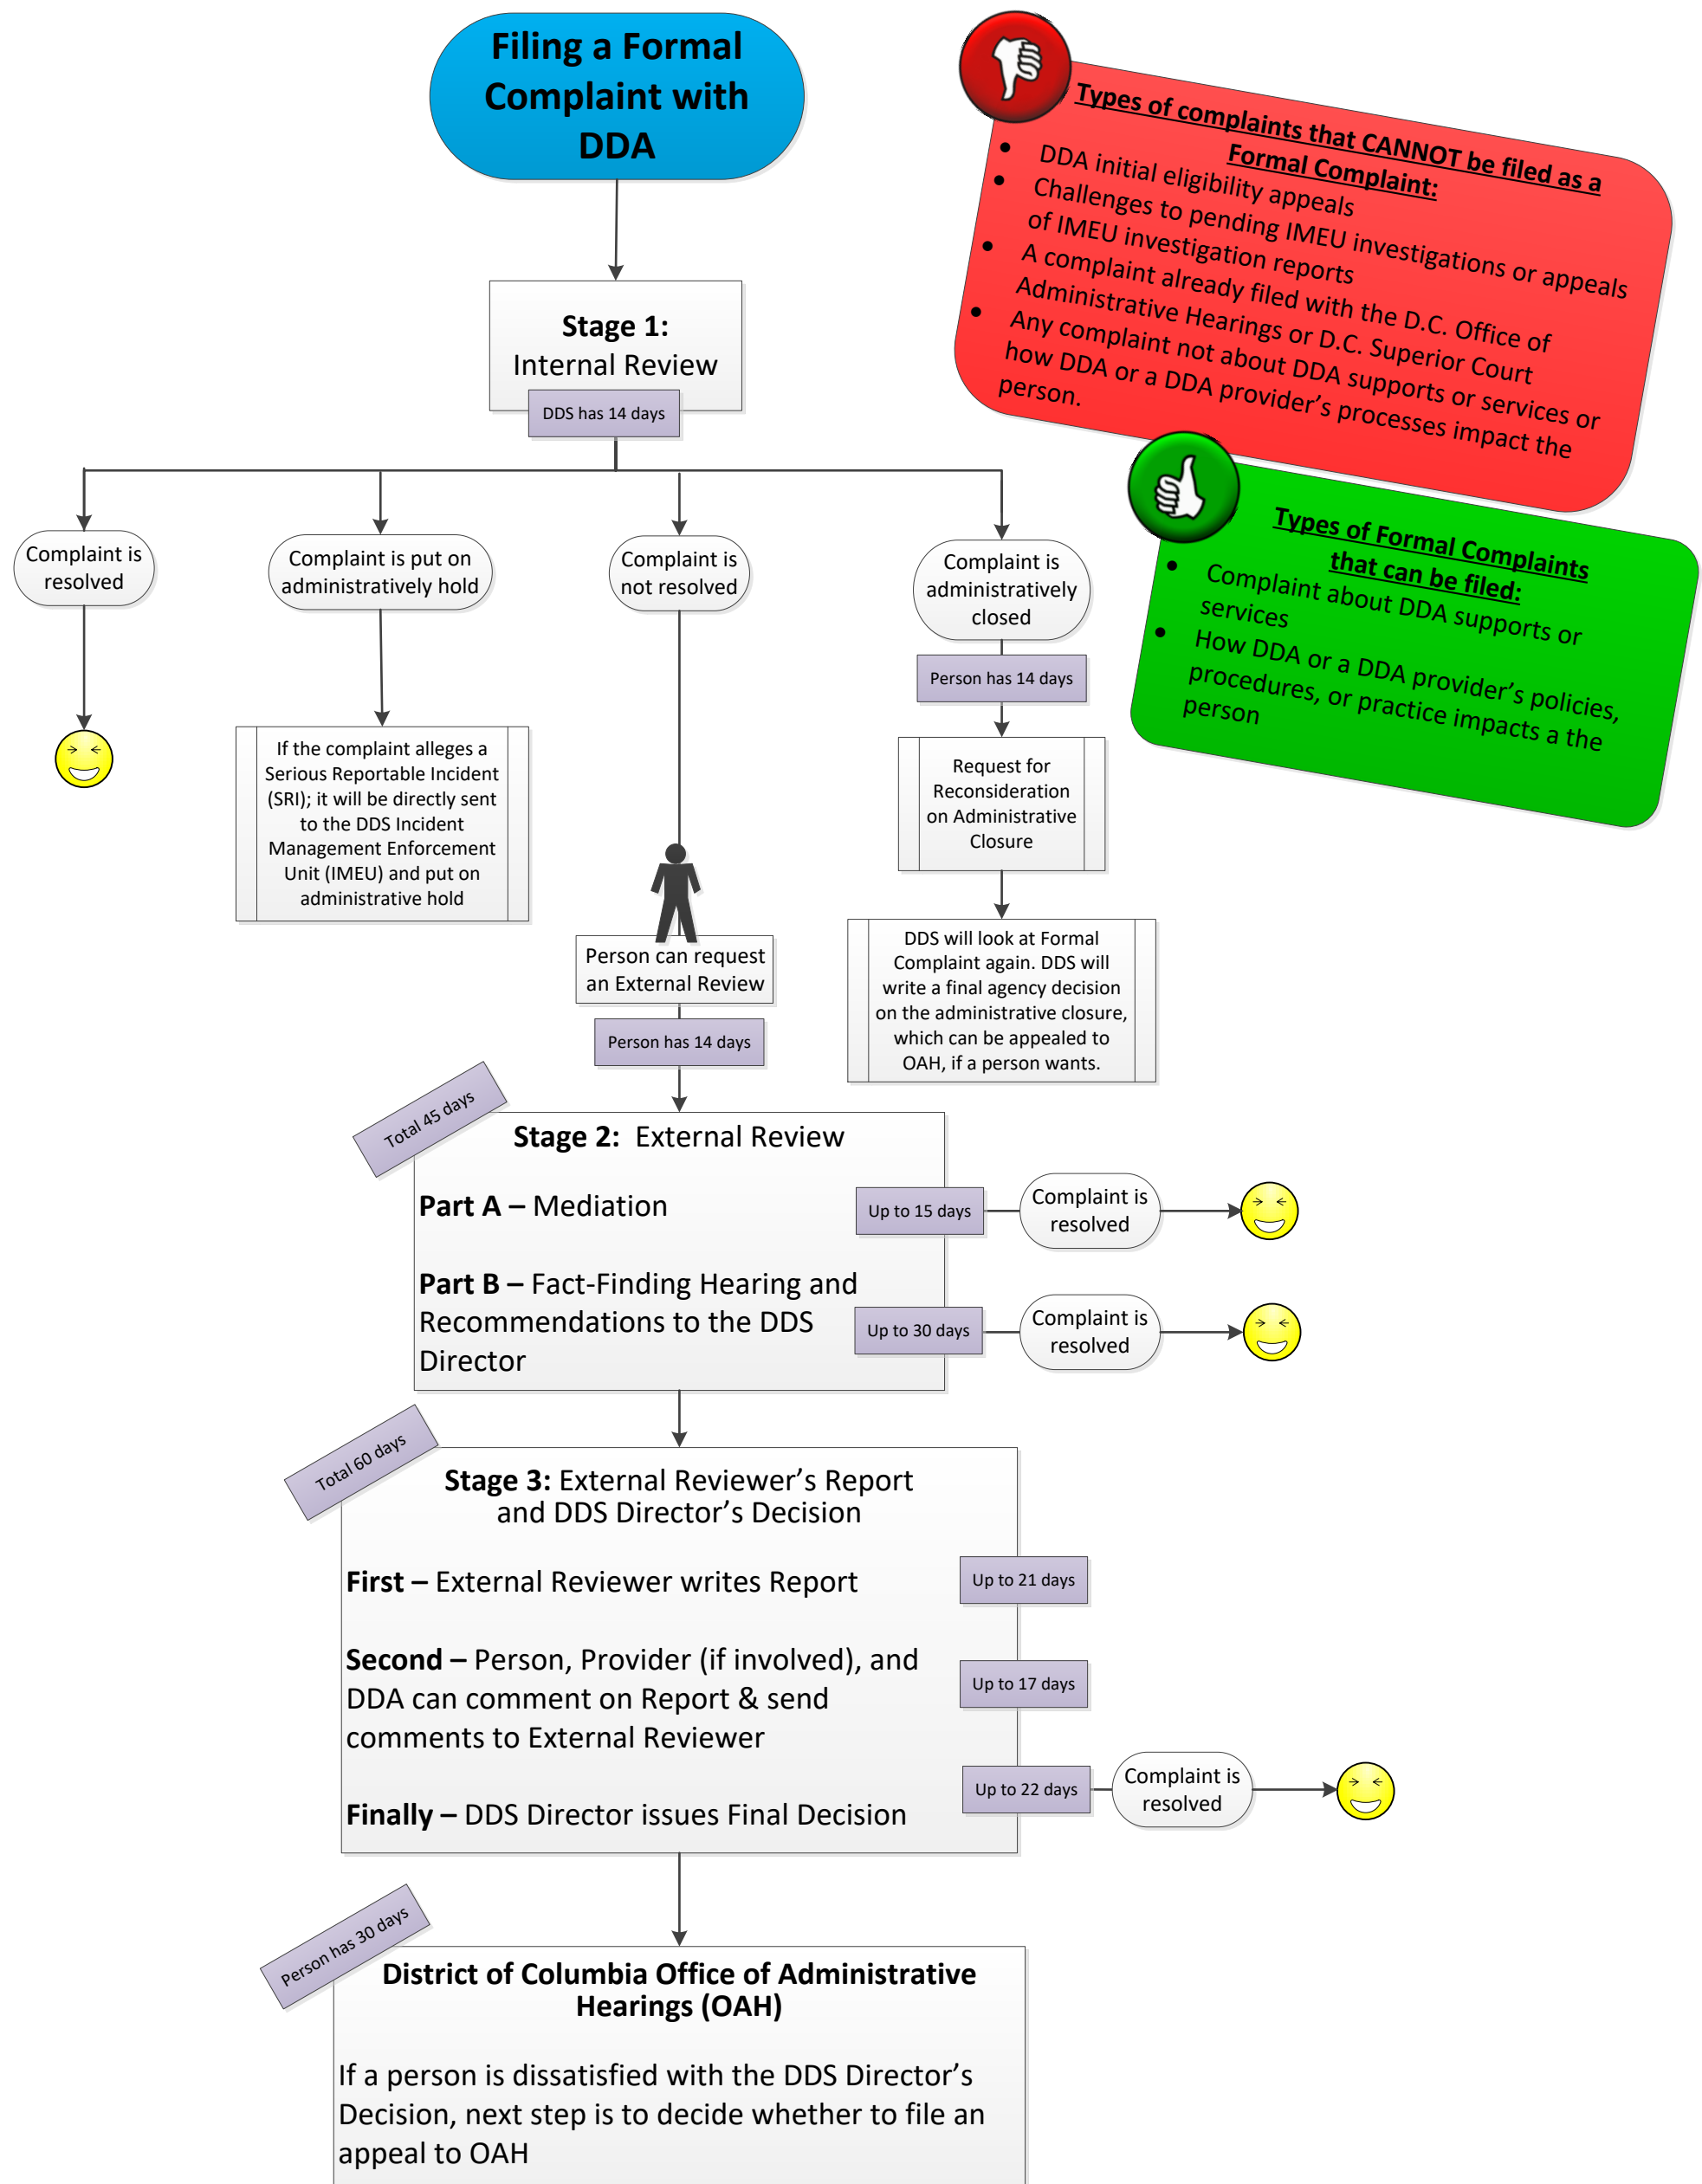 Filing a Formal
Complaint with
DDA
Types of complaints that CANNOT be filed as a
Formal Complaint:
• DDA initial eligibility appeals
• Challenges to pending IMEU investigations or appeals
of IMEU investigation reports
• A complaint already filed with the D.C. Office of
Administrative Hearings or D.C. Superior Court
• Any complaint not about DDA supports or services or
how DDA or a DDA provider’s processes impact the
person.
Types of Formal Complaints
that can be filed:
• Complaint about DDA supports or
services
• How DDA or a DDA provider’s policies,
procedures, or practice impacts a the
person
Stage 1:
Internal Review
DDS has 14 days
Complaint is
resolved
Complaint is put on
administratively hold
If the complaint alleges a
Serious Reportable Incident
(SRI); it will be directly sent
to the DDS Incident
Management Enforcement
Unit (IMEU) and put on
administrative hold
Complaint is
not resolved
Person can request
an External Review
Person has 14 days
Complaint is
administratively
closed
Person has 14 days
Request for
Reconsideration
on Administrative
Closure
DDS will look at Formal
Complaint again. DDS will
write a final agency decision
on the administrative closure,
which can be appealed to
OAH, if a person wants.
Total 45 days
Stage 2: External Review
Part A – Mediation
Up to 15 days
Complaint is
resolved
Part B – Fact-Finding Hearing and
Recommendations to the DDS
Director
Up to 30 days
Complaint is
resolved
Total 60 days
Stage 3: External Reviewer’s Report
and DDS Director’s Decision
First – External Reviewer writes Report
Up to 21 days
Second – Person, Provider (if involved), and
DDA can comment on Report & send
comments to External Reviewer
Up to 17 days
Finally – DDS Director issues Final Decision
Up to 22 days
Complaint is
resolved
Person has 30 days
District of Columbia Office of Administrative
Hearings (OAH)
If a person is dissatisfied with the DDS Director’s
Decision, next step is to decide whether to file an
appeal to OAH